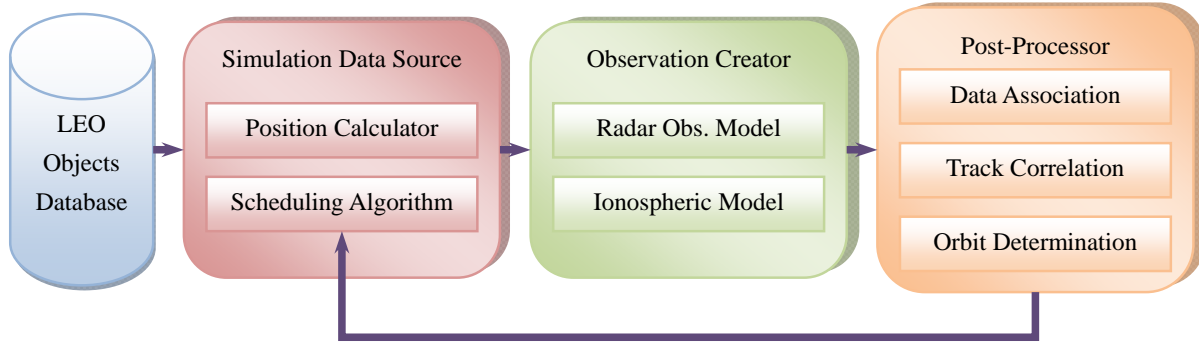 LEO
Objects
Database
Simulation Data Source
Position Calculator
Scheduling Algorithm
Observation Creator
Radar Obs. Model
Ionospheric Model
Post-Processor
Data Association
Track Correlation
Orbit Determination